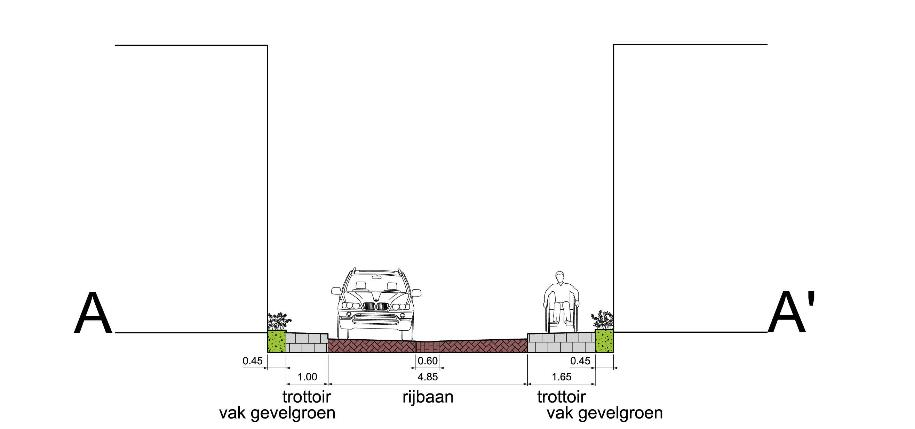 A A'
0.45 0.60 0.45
1.00 4.85 1.65
trottoir rijbaan trottoir
vak gevelgroen vak gevelgroen